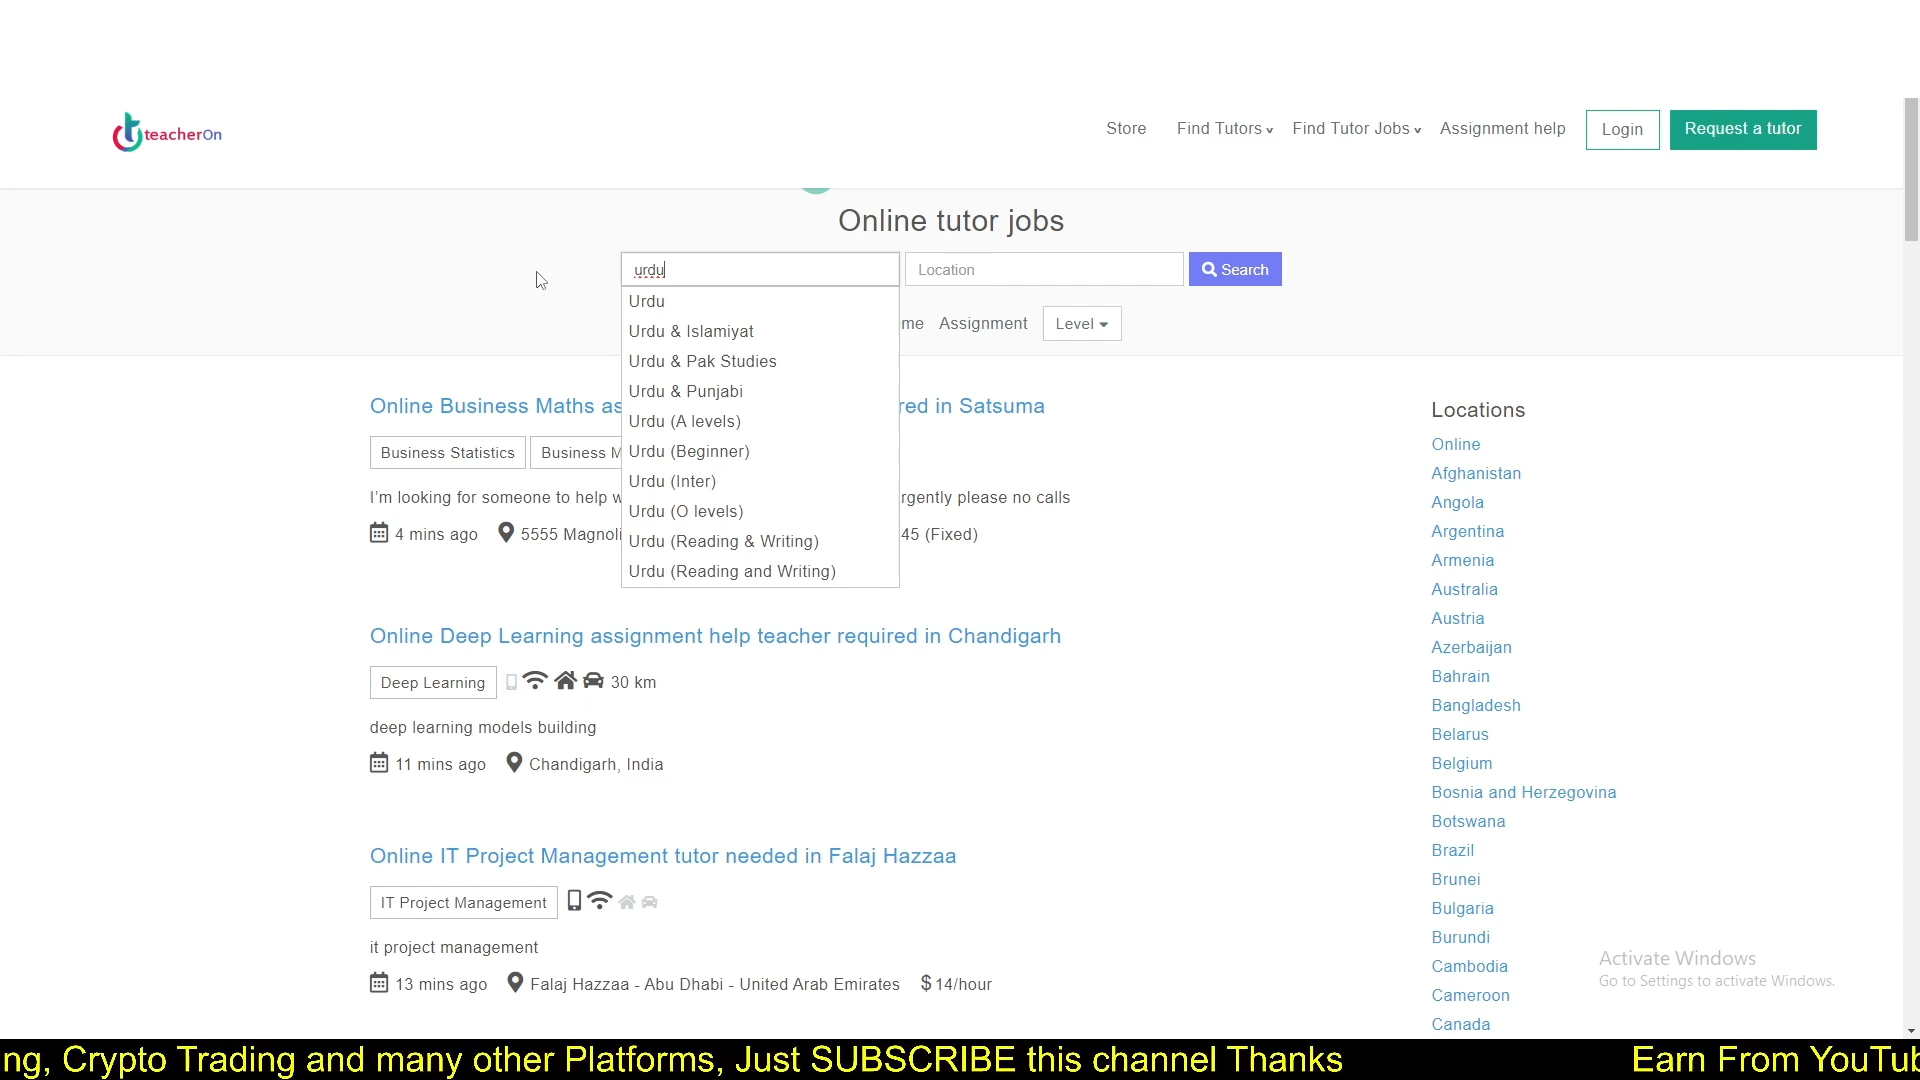 teacherOn
Store Find Tutors Find Tutor Jobs Assignment help Login Request a tutor
Online tutor jobs
urdu Location Search
Urdu
Urdu & Islamiyat
Urdu & Pak Studies
Urdu & Punjabi
Urdu (A levels)
Urdu (Beginner)
Urdu (Inter)
Urdu (O levels)
Urdu (Reading & Writing)
Urdu (Reading and Writing)
me Assignment Level
Online Business Maths as red in Satsuma
Business Statistics Business M
I'm looking for someone to help w rgently please no calls
4 mins ago 5555 Magnoli 45 (Fixed)
Online Deep Learning assignment help teacher required in Chandigarh
Deep Learning 30 km
deep learning models building
11 mins ago Chandigarh, India
Online IT Project Management tutor needed in Falaj Hazzaa
IT Project Management
it project management
13 mins ago Falaj Hazzaa - Abu Dhabi - United Arab Emirates $ 14/hour
Locations
Online
Afghanistan
Angola
Argentina
Armenia
Australia
Austria
Azerbaijan
Bahrain
Bangladesh
Belarus
Belgium
Bosnia and Herzegovina
Botswana
Brazil
Brunei
Bulgaria
Burundi
Cambodia
Cameroon
Canada
Activate Windows
Go to Settings to activate Windows.
ng, Crypto Trading and many other Platforms, Just SUBSCRIBE this channel Thanks Earn From YouTub